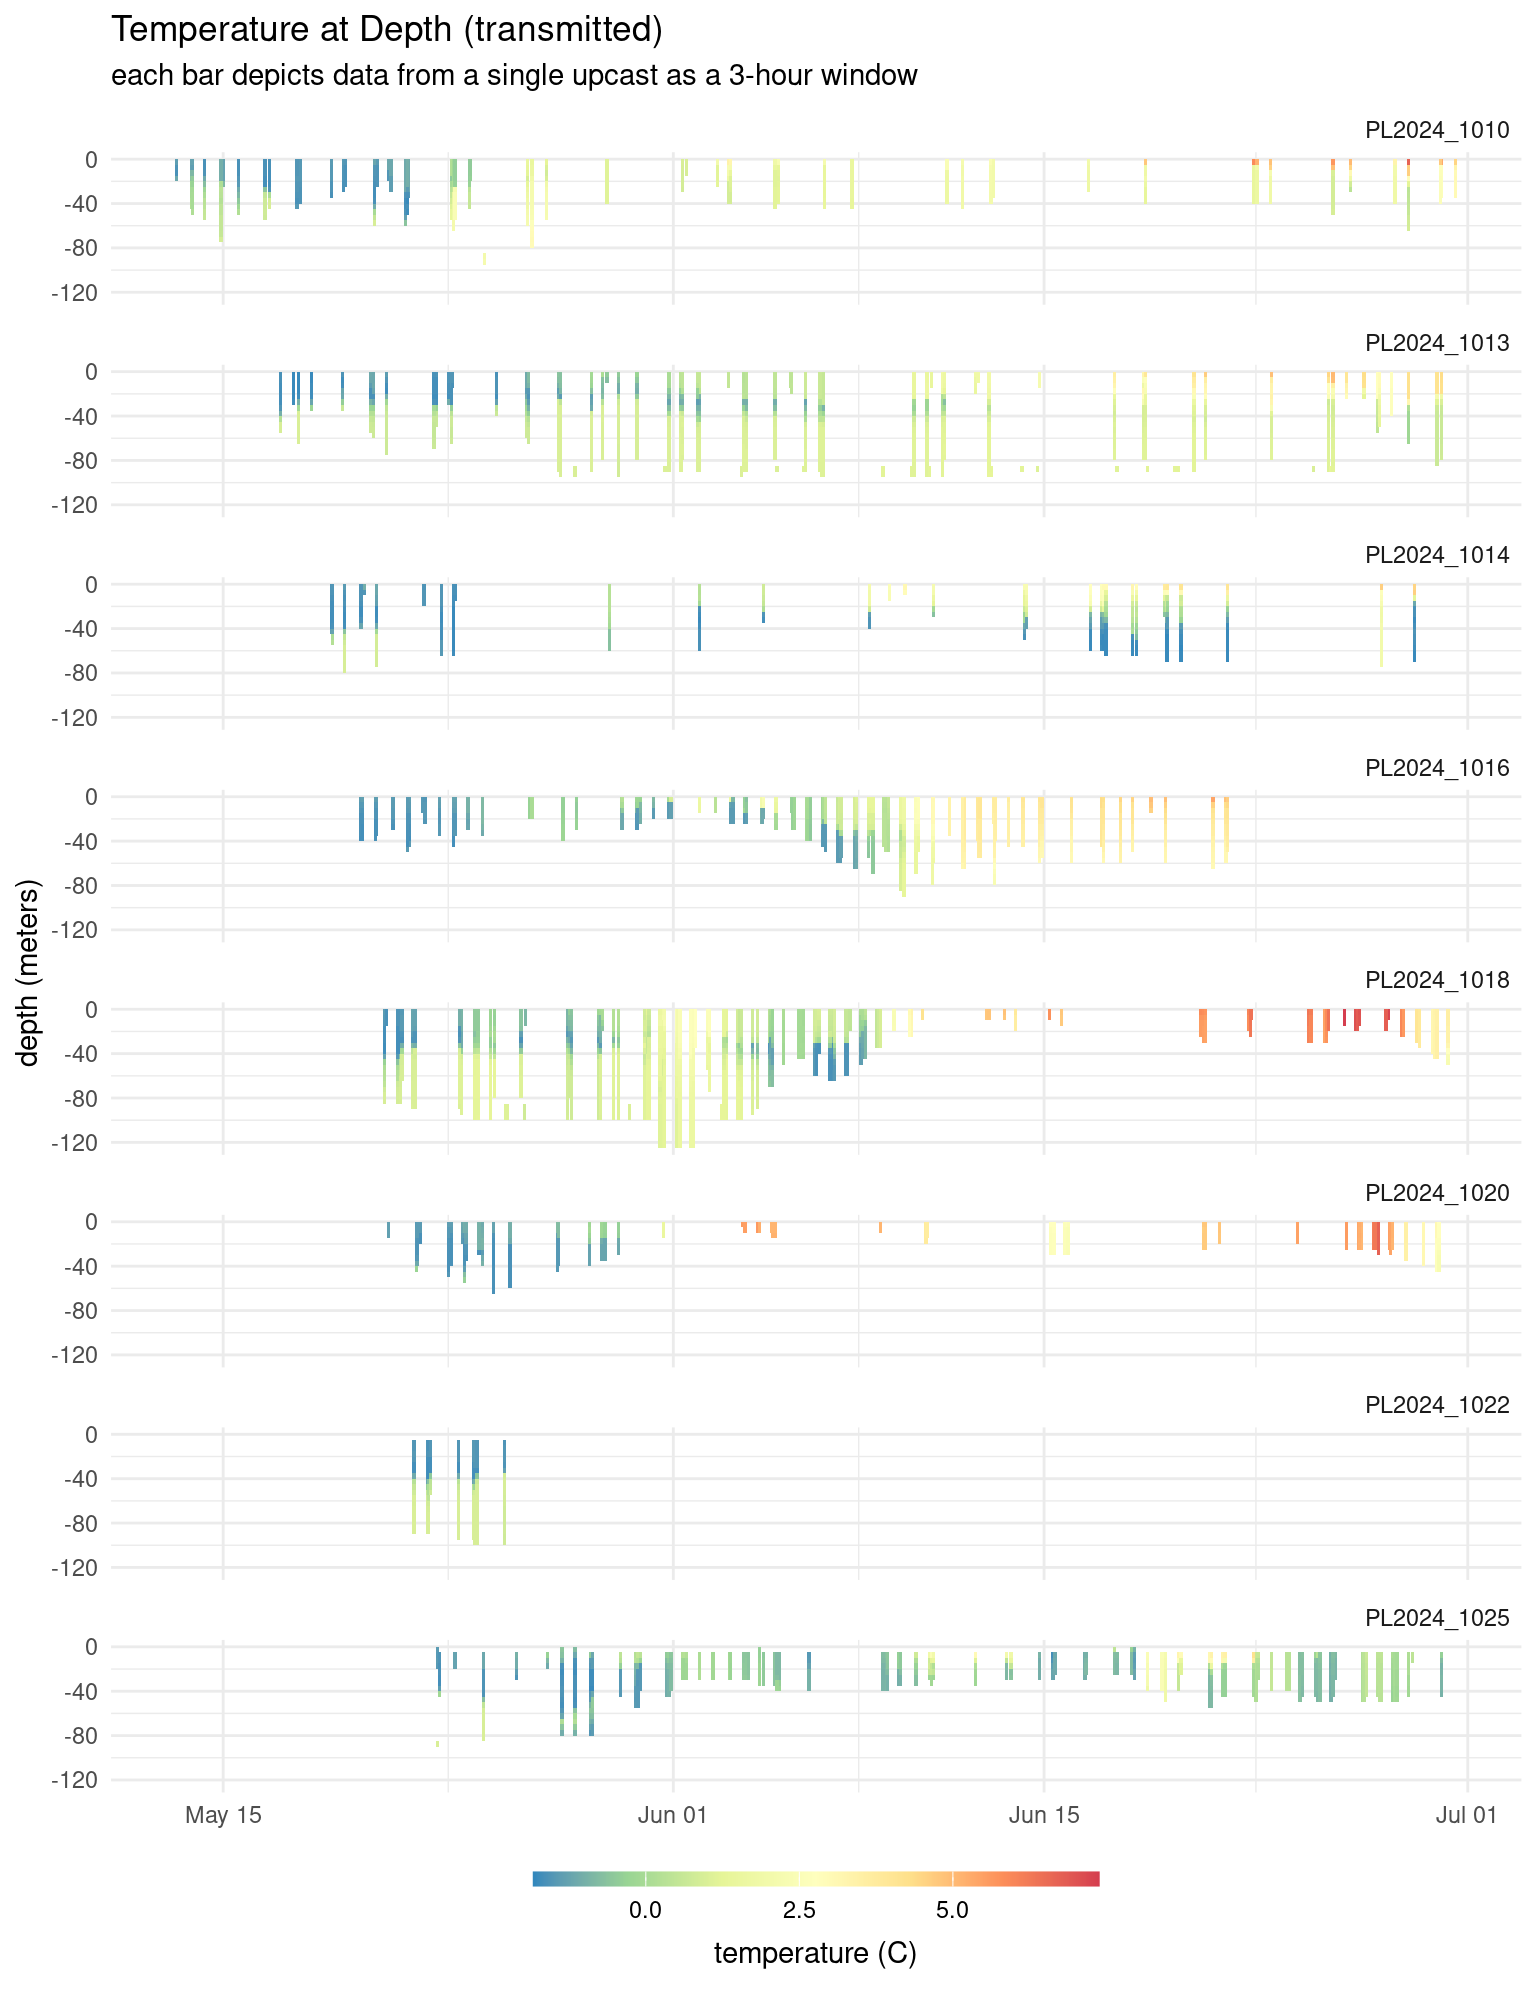 Temperature at Depth (transmitted)
each bar depicts data from a single upcast as a 3-hour window
PL2024_1010
0
-40
-80
-120
PL2024_1013
0
-40
-80
-120
PL2024_1014
0
-40
-80
-120
PL2024_1016
0
-40
-80
-120
depth (meters)
PL2024_1018
0
-40
-80
-120
PL2024_1020
0
-40
-80
-120
PL2024_1022
0
-40
-80
-120
PL2024_1025
0
-40
-80
-120
May 15 Jun 01 Jun 15 Jul 01
0.0 2.5 5.0
temperature (C)